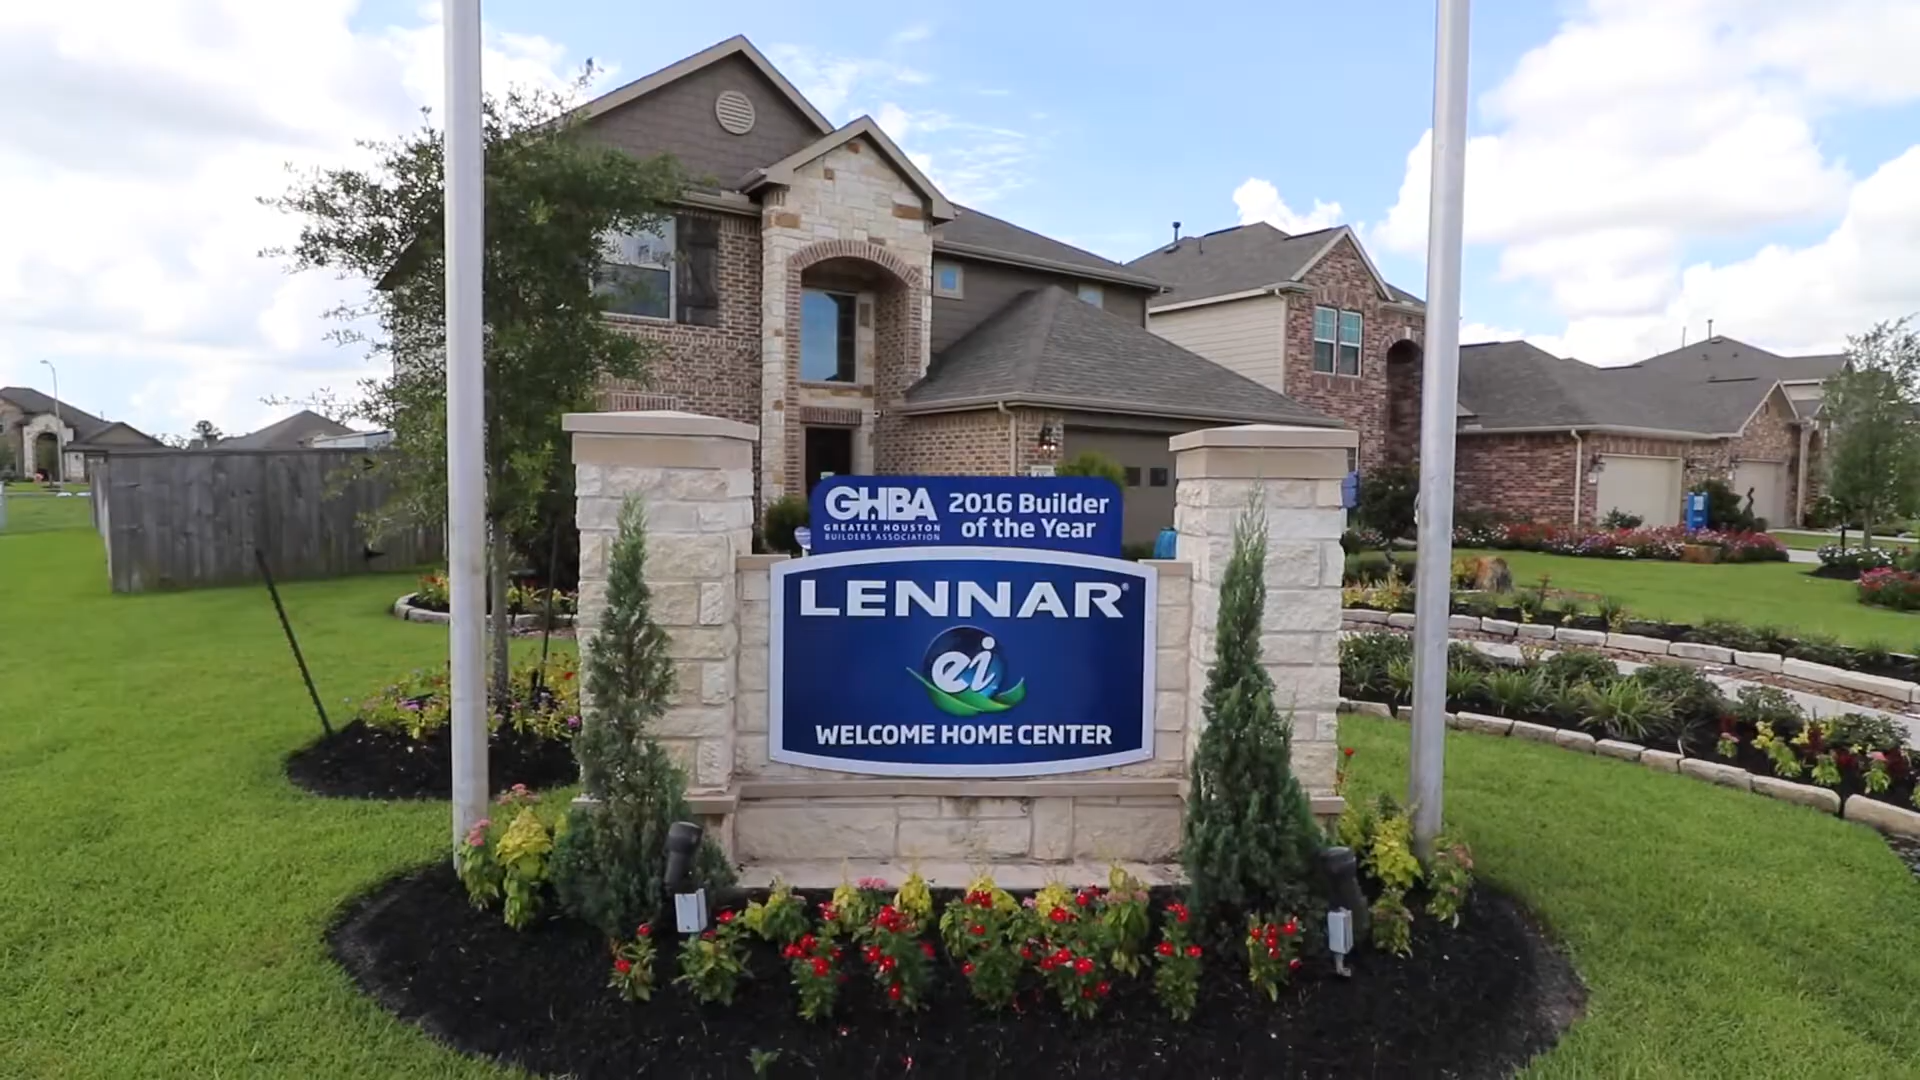 GHBA
GREATER HOUSTON
BUILDERS ASSOCIATION
2016 Builder
of the Year
LENNAR®
ei
WELCOME HOME CENTER